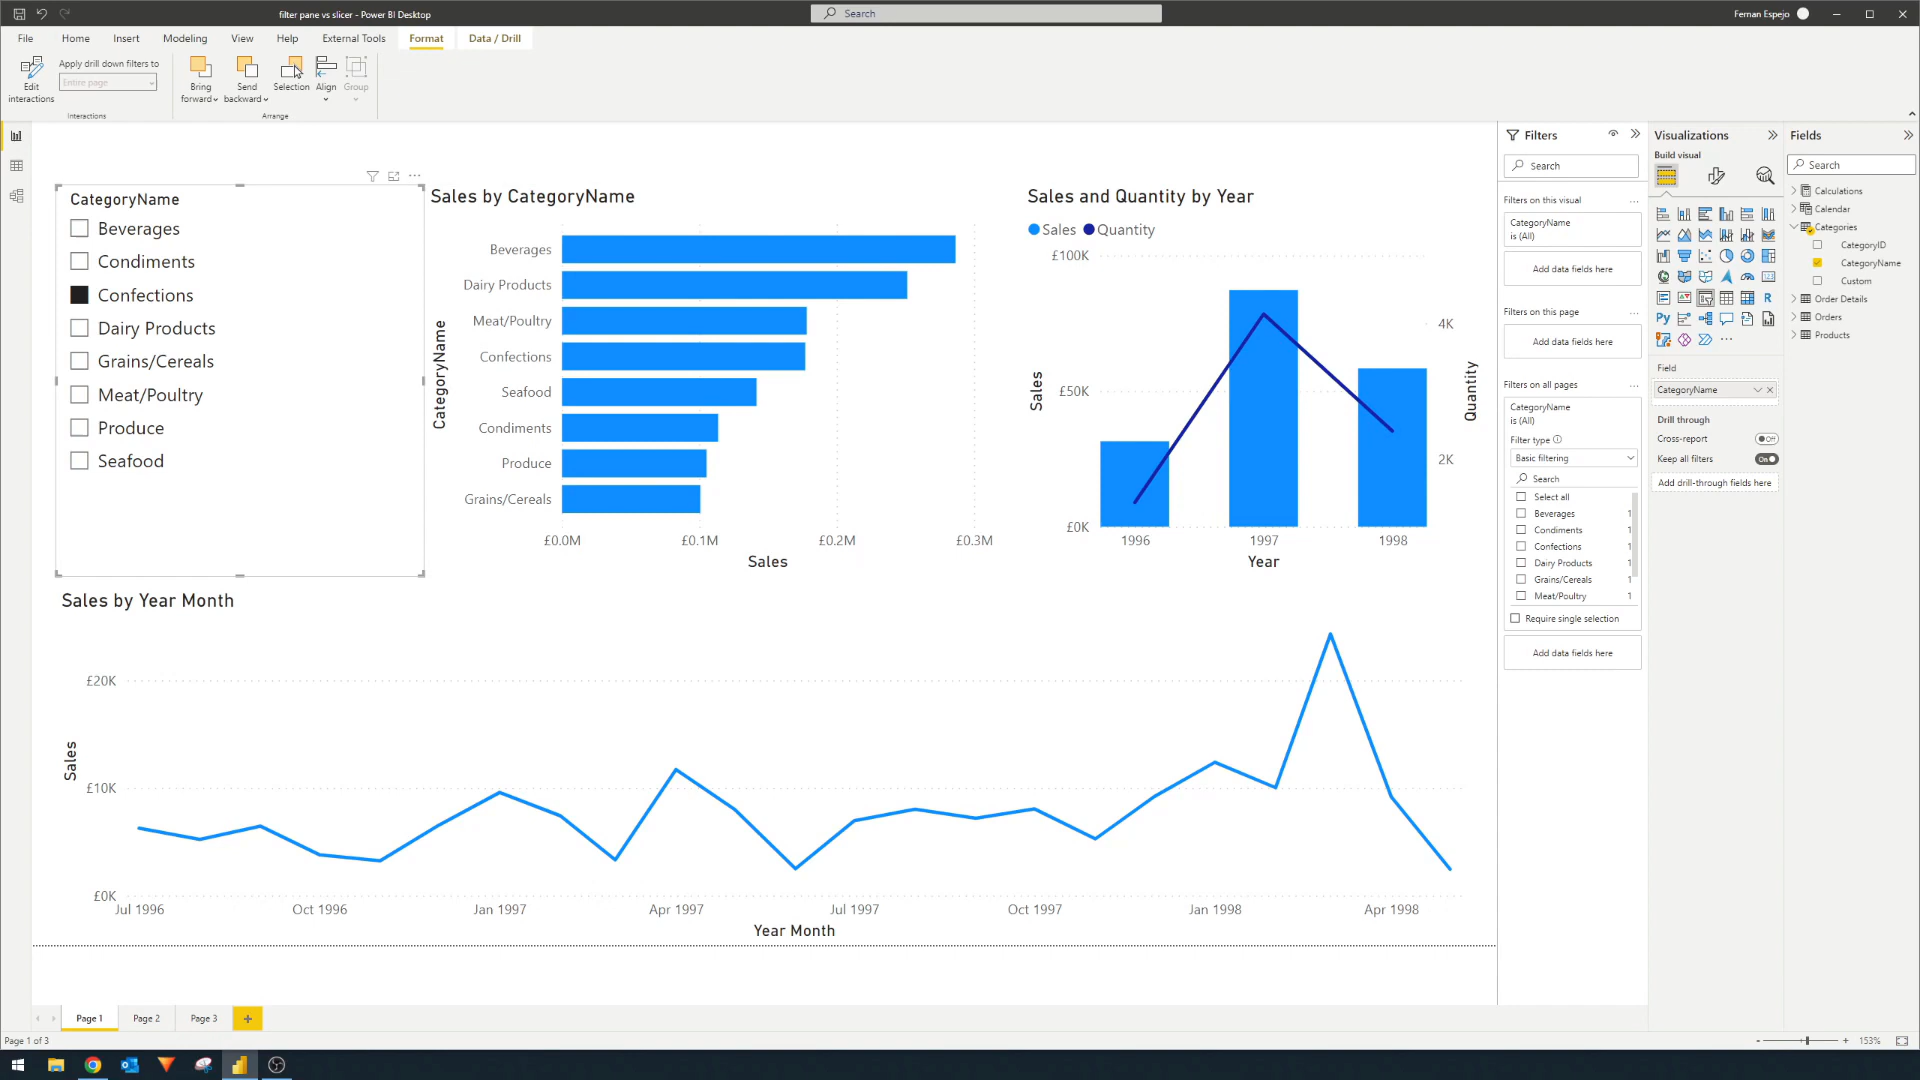 filter pane vs slicer - Power BI Desktop
Search
Fernan Espejo
File
Home
Insert
Modeling
View
Help
External Tools
Format
Data / Drill
Edit
interactions
Apply drill down filters to
Entire page
Interactions
Bring
forward
Send
backward
Selection
Align
Group
Arrange
CategoryName
Beverages
Condiments
Confections
Dairy Products
Grains/Cereals
Meat/Poultry
Produce
Seafood
Sales by CategoryName
CategoryName
Beverages
Dairy Products
Meat/Poultry
Confections
Seafood
Condiments
Produce
Grains/Cereals
£0.0M
£0.1M
£0.2M
£0.3M
Sales
Sales and Quantity by Year
Sales
Quantity
£100K
£50K
£0K
Sales
4K
2K
Quantity
1996
1997
1998
Year
Sales by Year Month
Sales
£20K
£10K
£0K
Jul 1996
Oct 1996
Jan 1997
Apr 1997
Jul 1997
Oct 1997
Jan 1998
Apr 1998
Year Month
Filters
Search
Filters on this visual
...
CategoryName
is (All)
Add data fields here
Filters on this page
...
Add data fields here
Filters on all pages
...
CategoryName
is (All)
Filter type
Basic filtering
Search
Select all
Beverages 1
Condiments 1
Confections 1
Dairy Products 1
Grains/Cereals 1
Meat/Poultry 1
Require single selection
Add data fields here
Visualizations
Build visual
R
Py
123
...
Field
CategoryName
Drill through
Cross-report
Off
Keep all filters
On
Add drill-through fields here
Fields
Search
Calculations
Calendar
Categories
CategoryID
CategoryName
Custom
Order Details
Orders
Products
Page 1
Page 2
Page 3
+
Page 1 of 3
- + 153%